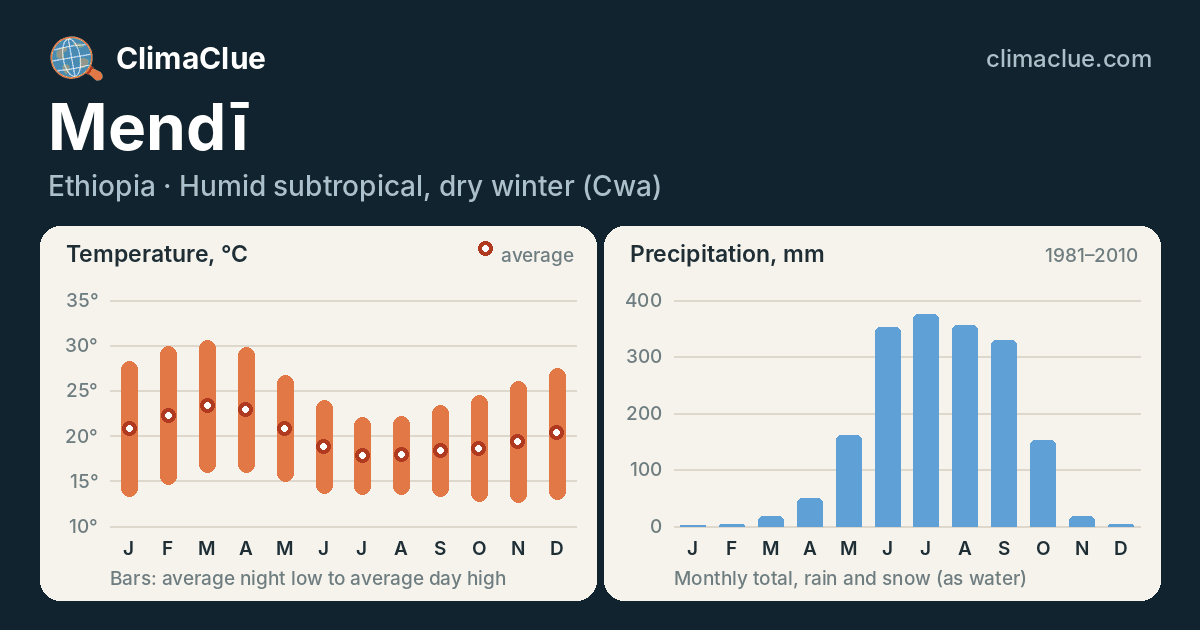 ClimaClue
climaclue.com
Mendī
Ethiopia · Humid subtropical, dry winter (Cwa)
Temperature, °C
average
35°
30°
25°
20°
15°
10°
J F M A M J J A S O N D
Bars: average night low to average day high
Precipitation, mm
1981–2010
400
300
200
100
0
J F M A M J J A S O N D
Monthly total, rain and snow (as water)